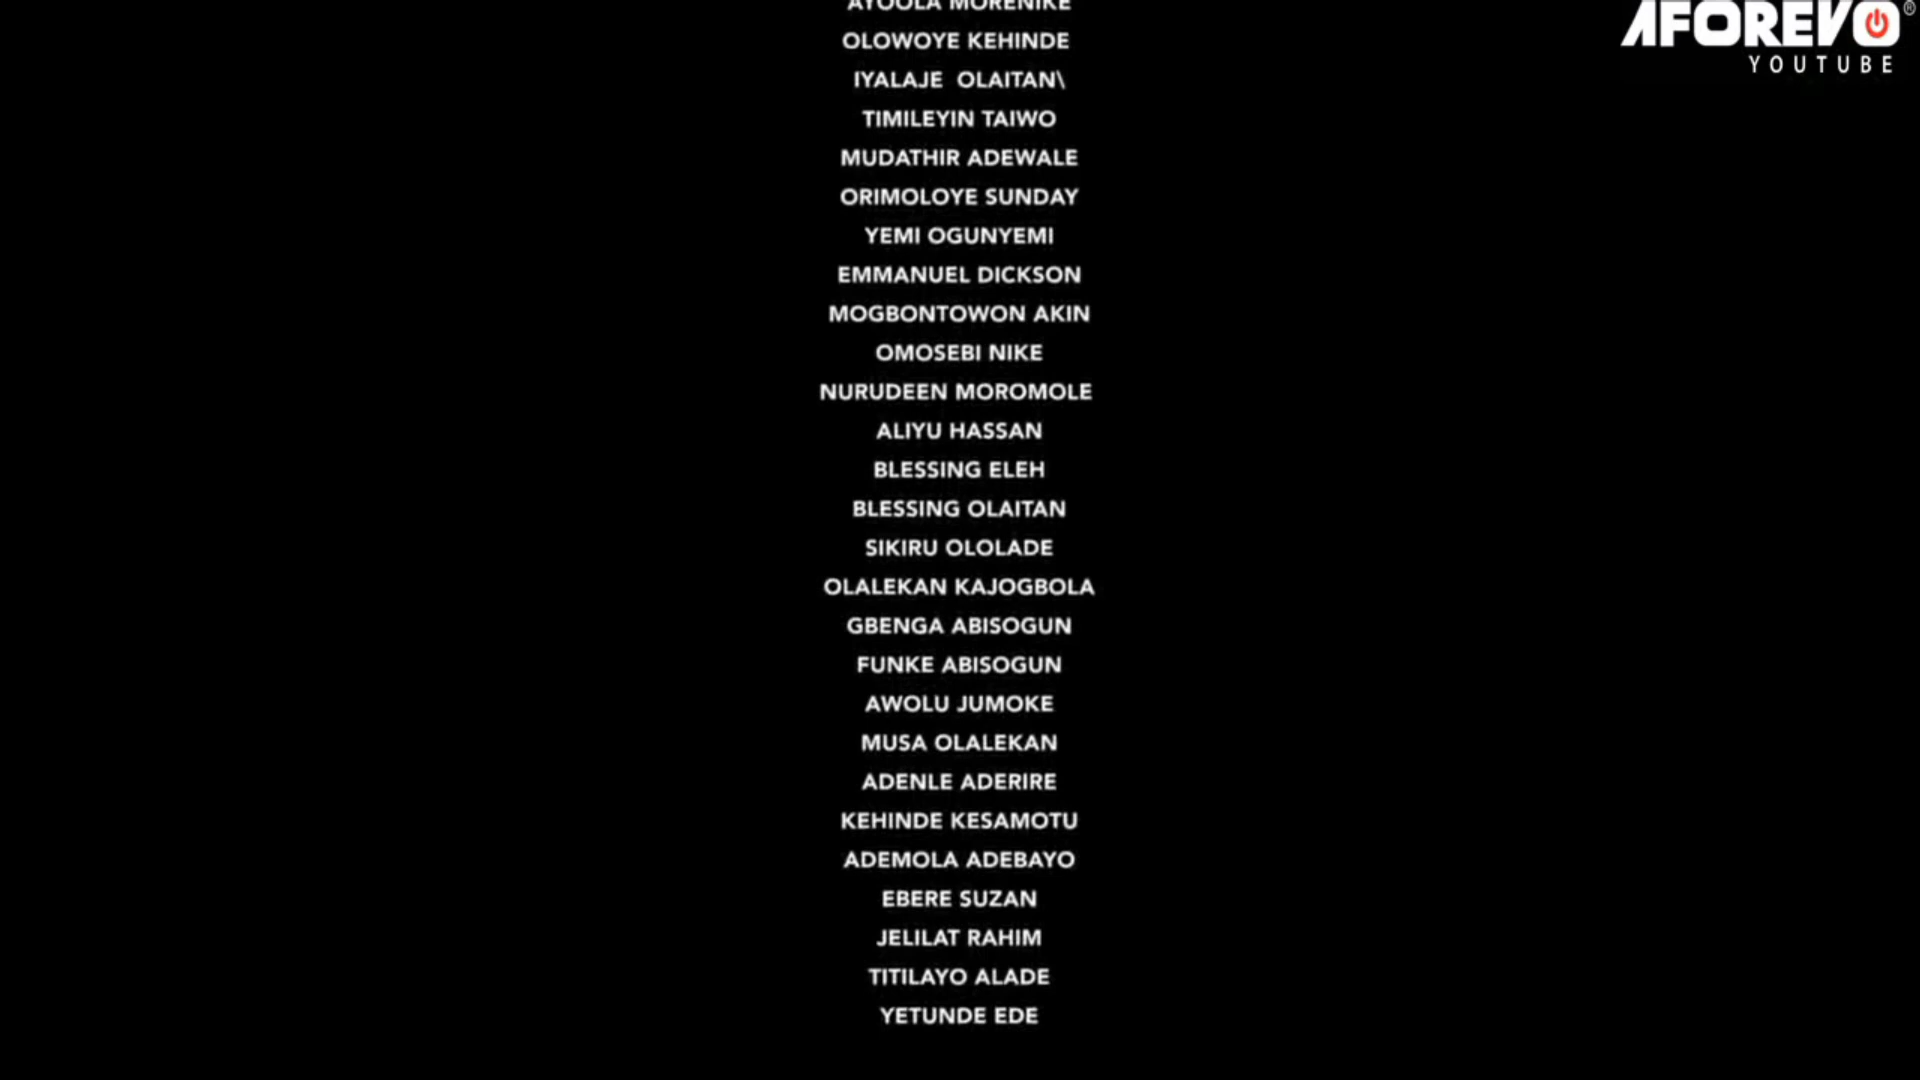 AYOOLA MORENIKE
OLOWOYE KEHINDE
IYALAJE  OLAITAN\
TIMILEYIN TAIWO
MUDATHIR ADEWALE
ORIMOLOYE SUNDAY
YEMI OGUNYEMI
EMMANUEL DICKSON
MOGBONTOWON AKIN
OMOSEBI NIKE
NURUDEEN MOROMOLE
ALIYU HASSAN
BLESSING ELEH
BLESSING OLAITAN
SIKIRU OLOLADE
OLALEKAN KAJOGBOLA
GBENGA ABISOGUN
FUNKE ABISOGUN
AWOLU JUMOKE
MUSA OLALEKAN
ADENLE ADERIRE
KEHINDE KESAMOTU
ADEMOLA ADEBAYO
EBERE SUZAN
JELILAT RAHIM
TITILAYO ALADE
YETUNDE EDE
AFOREVO®
YOUTUBE